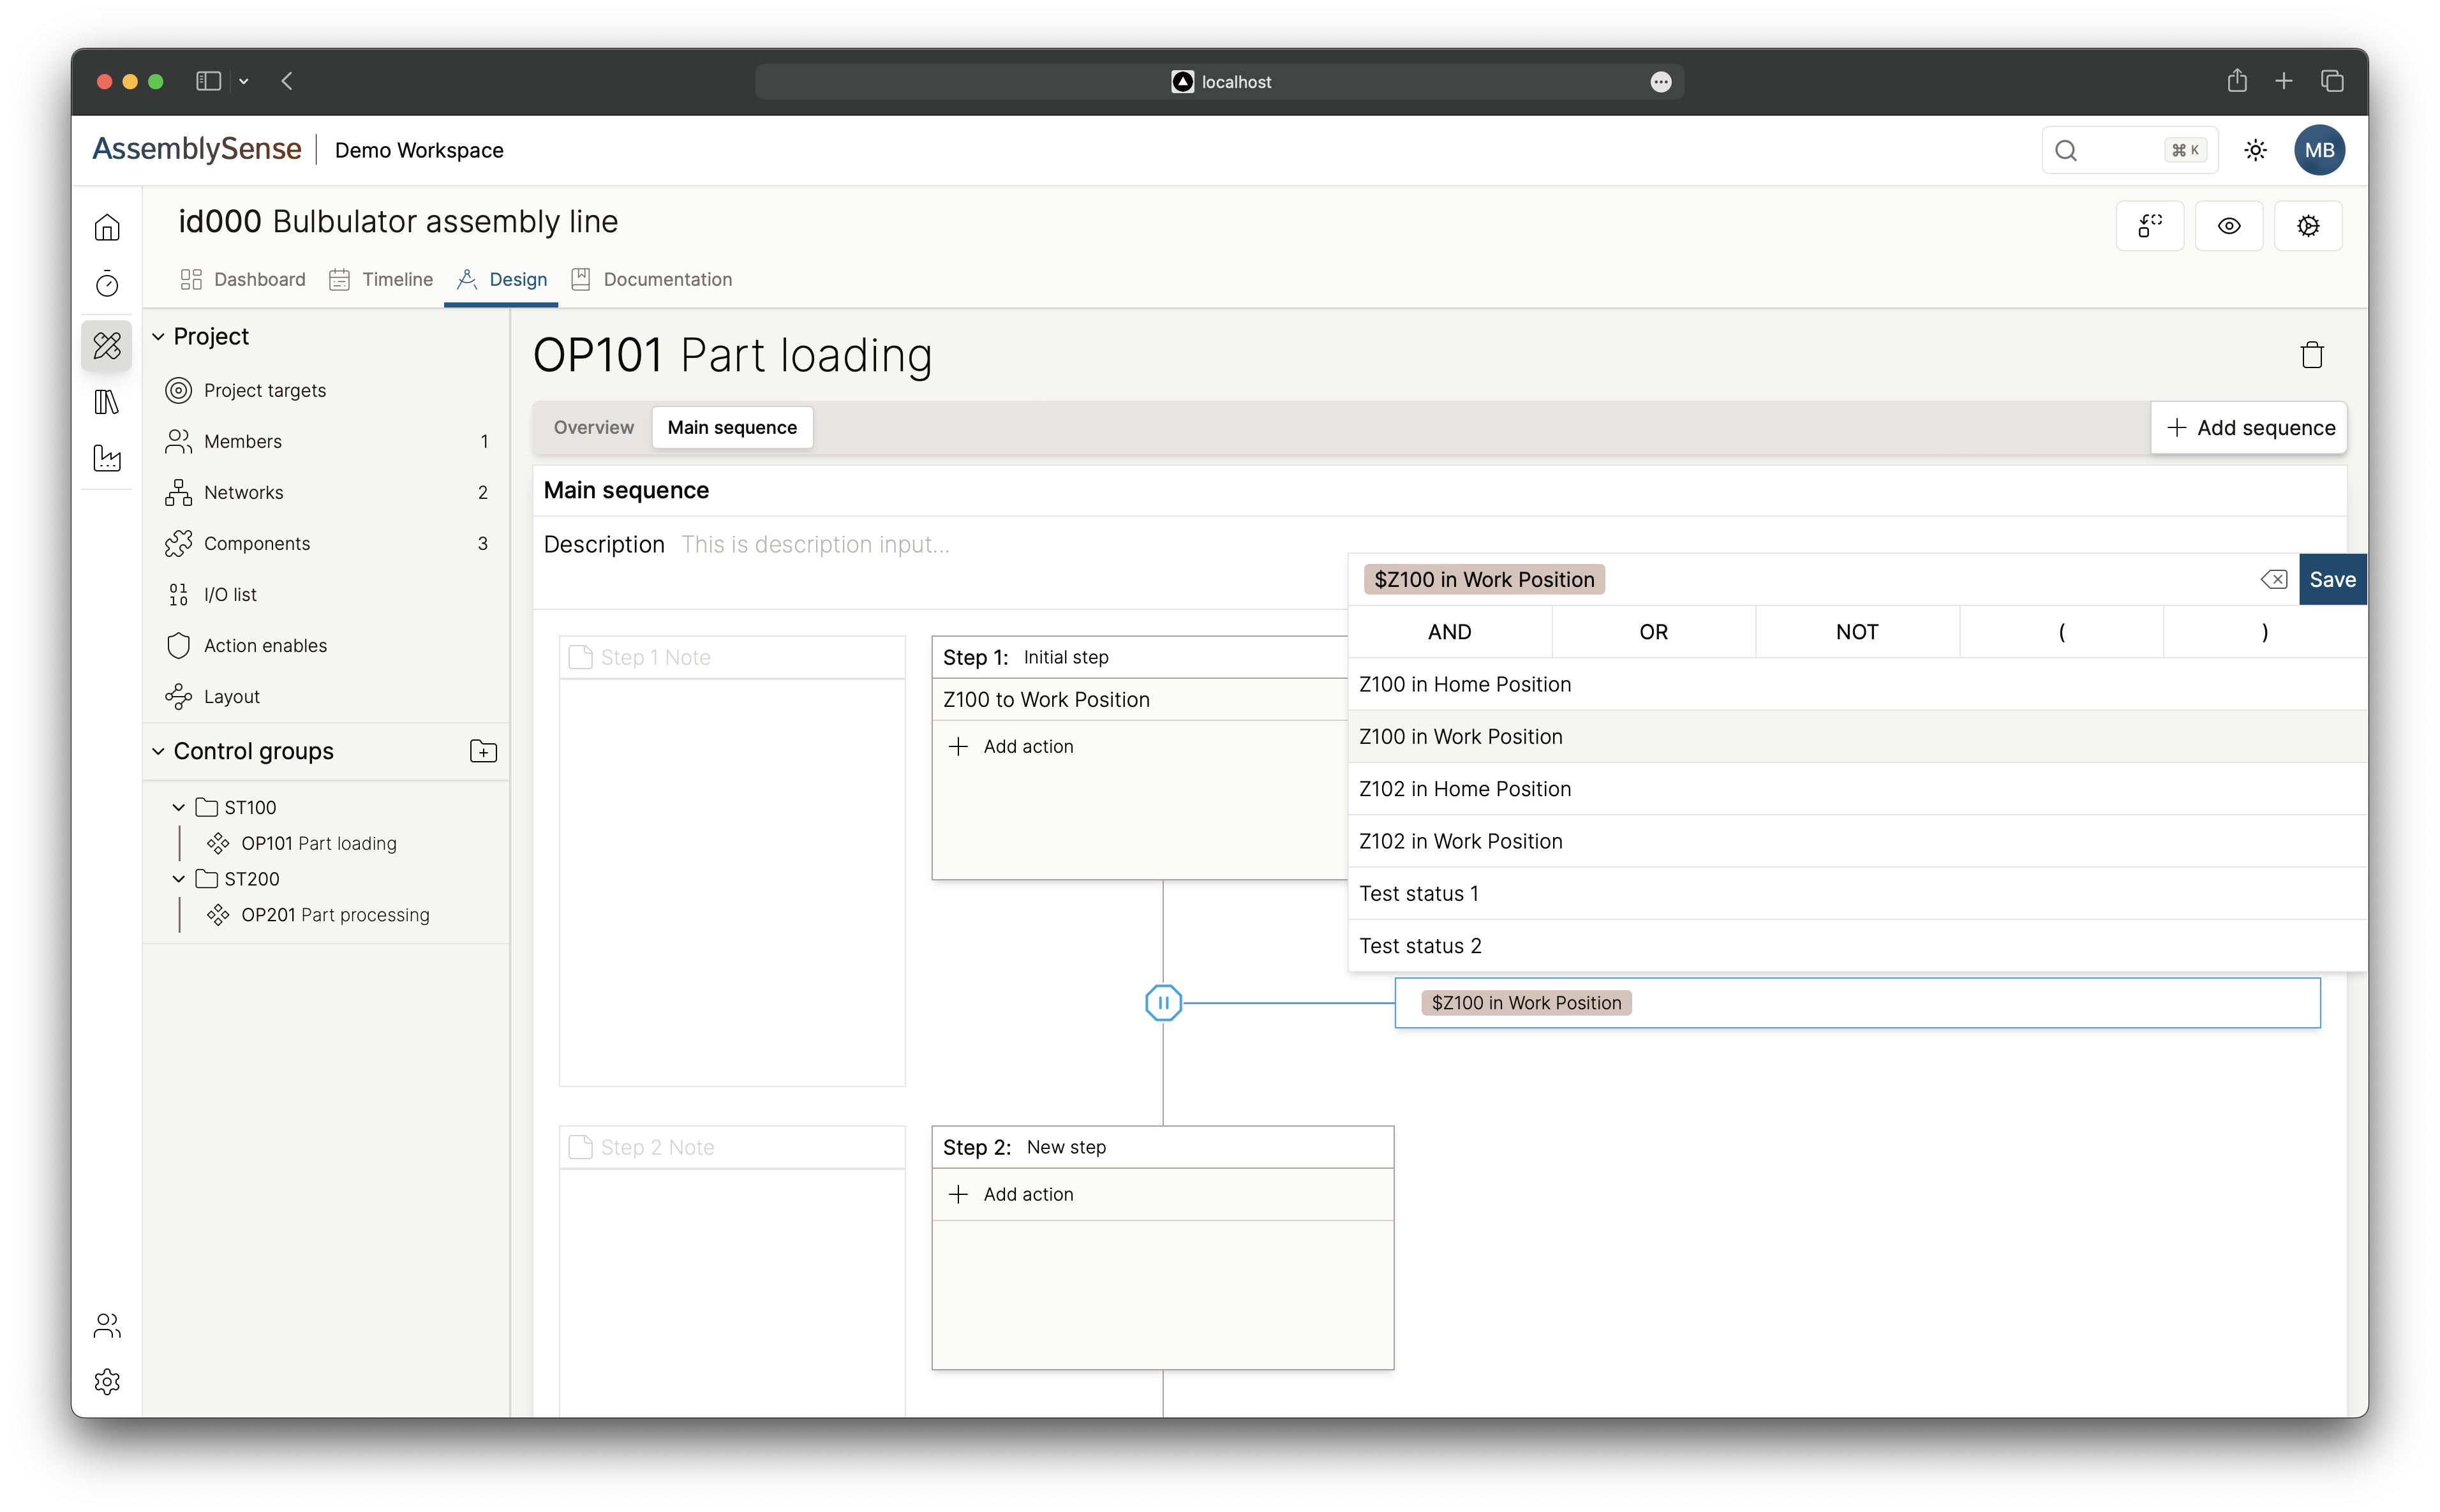 localhost
AssemblySense
Demo Workspace
⌘ K
MB
id000 Bulbulator assembly line
Dashboard
Timeline
Design
Documentation
Project
Project targets
Members 1
Networks 2
Components 3
I/O list
Action enables
Layout
Control groups
ST100
OP101 Part loading
ST200
OP201 Part processing
OP101 Part loading
Overview
Main sequence
Add sequence
Main sequence
Description This is description input...
$Z100 in Work Position
Save
AND
OR
NOT
(
)
Z100 in Home Position
Z100 in Work Position
Z102 in Home Position
Z102 in Work Position
Test status 1
Test status 2
Step 1 Note
Step 1: Initial step
Z100 to Work Position
Add action
$Z100 in Work Position
Step 2 Note
Step 2: New step
Add action